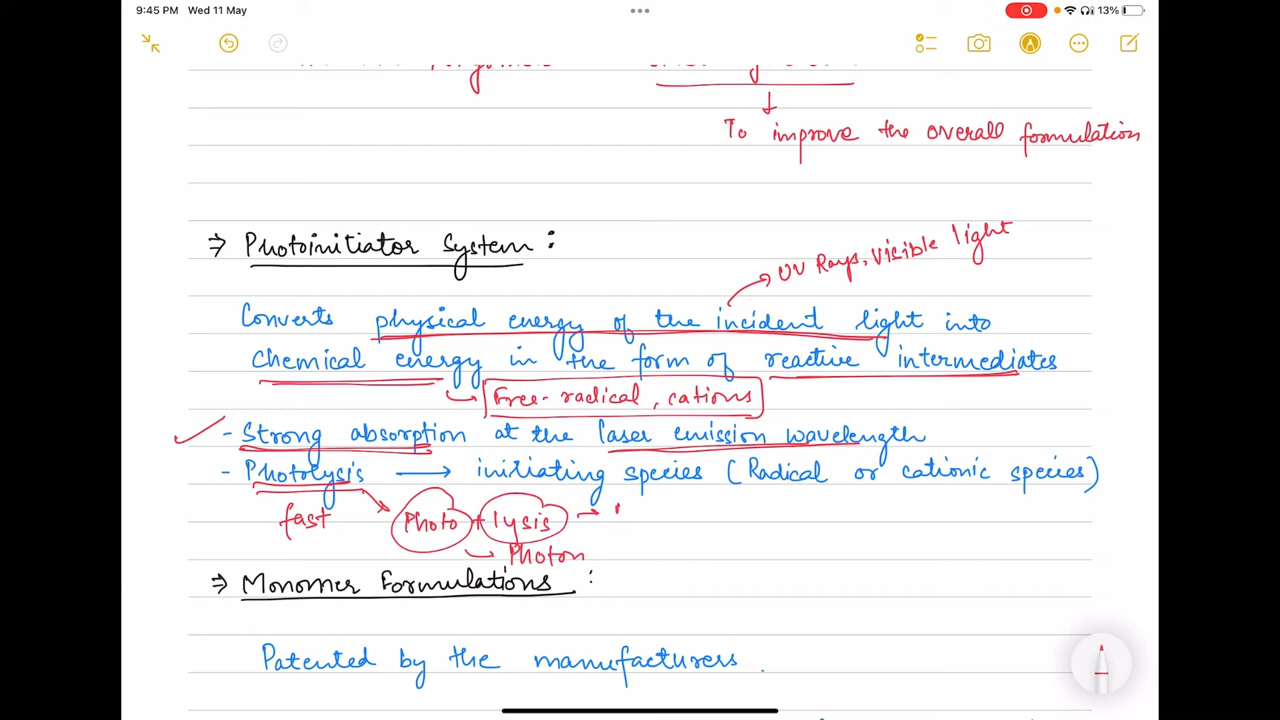 9:45 PM Wed 11 May
13%
To improve the overall formulation
⇒ Photoinitiator System :
UV Rays, Visible light
Converts physical energy of the incident light into
chemical energy in the form of reactive intermediates
Free-radical, cations
- Strong absorption at the laser emission wavelength
- Photolysis → initiating species (Radical or cationic species)
fast Photo + lysis →
Photon
⇒ Monomer Formulations :
Patented by the manufacturers.